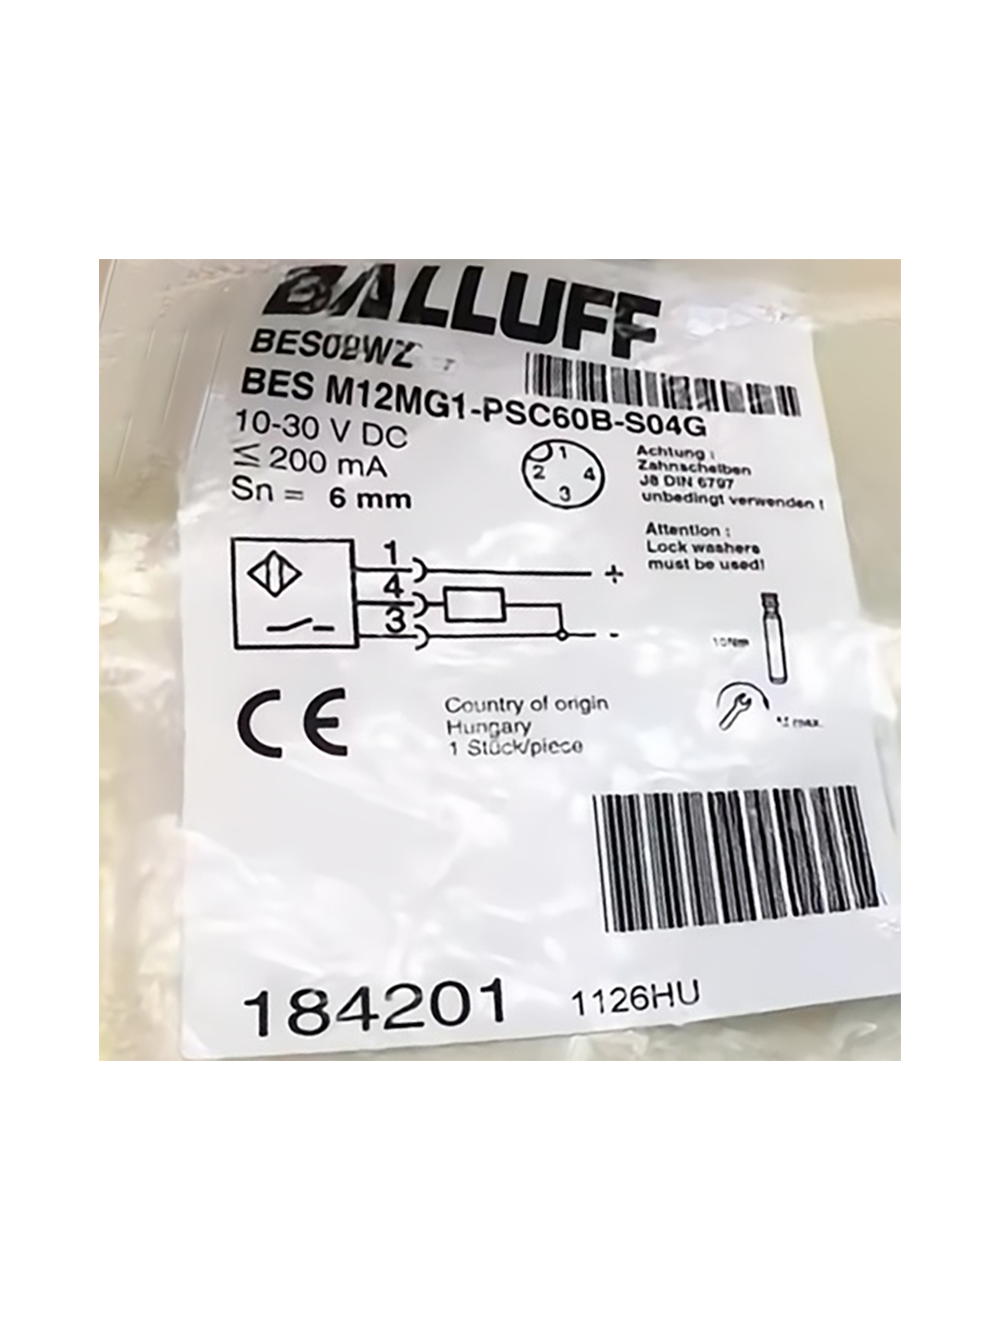 BALLUFF
BES M12MG1-PSC60B-S04G
10-30 V DC
≤ 200 mA
Sn = 6 mm
1
2
4
3
Achtung :
Zahnscheiben
J8 DIN 6797
unbedingt verwenden !
Attention :
Lock washers
must be used!
1
4
3
+
-
CE
Country of origin
Hungary
1 Stück/piece
max.
184201
1126HU